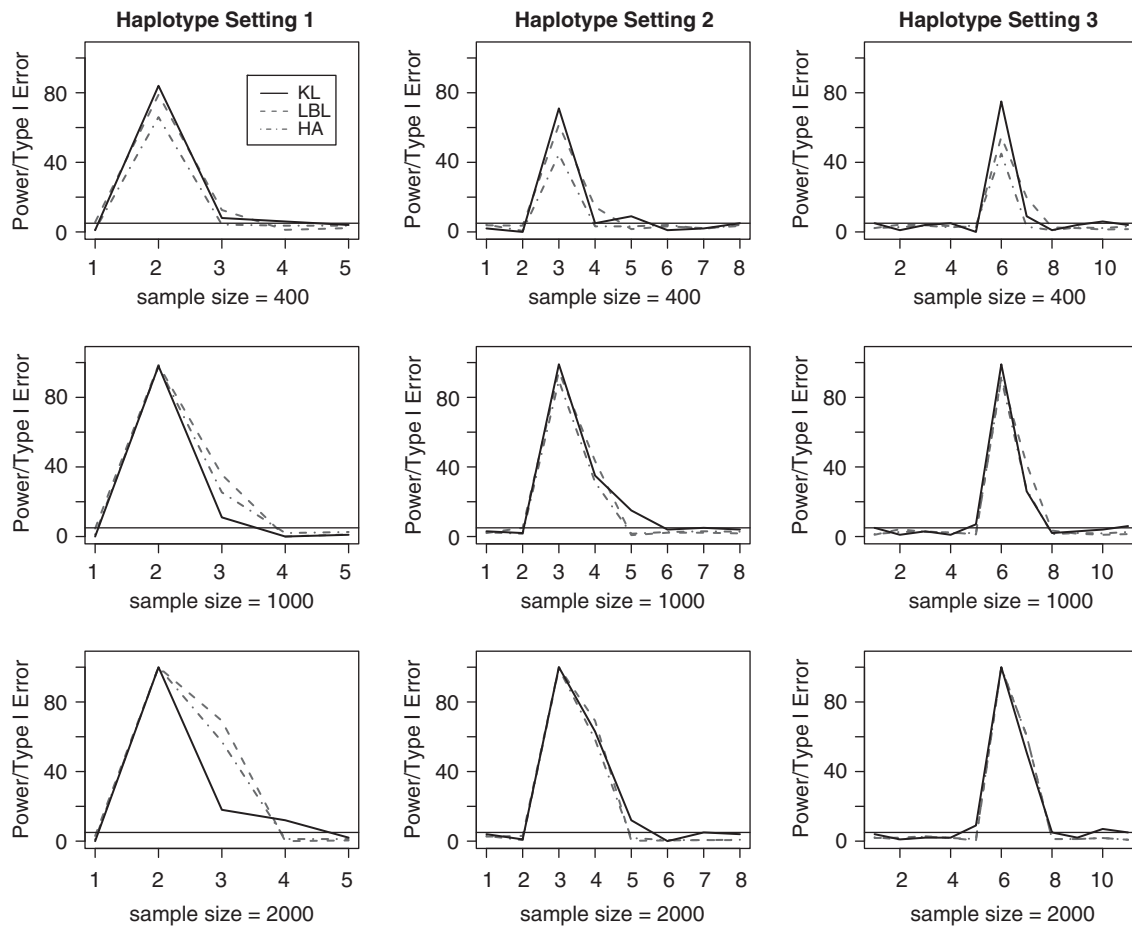 Haplotype Setting 1
Haplotype Setting 2
Haplotype Setting 3
Power/Type I Error
0 40 80
KL
LBL
HA
1 2 3 4 5
sample size = 400
Power/Type I Error
0 40 80
1 2 3 4 5 6 7 8
sample size = 400
Power/Type I Error
0 40 80
2 4 6 8 10
sample size = 400
Power/Type I Error
0 40 80
1 2 3 4 5
sample size = 1000
Power/Type I Error
0 40 80
1 2 3 4 5 6 7 8
sample size = 1000
Power/Type I Error
0 40 80
2 4 6 8 10
sample size = 1000
Power/Type I Error
0 40 80
1 2 3 4 5
sample size = 2000
Power/Type I Error
0 40 80
1 2 3 4 5 6 7 8
sample size = 2000
Power/Type I Error
0 40 80
2 4 6 8 10
sample size = 2000